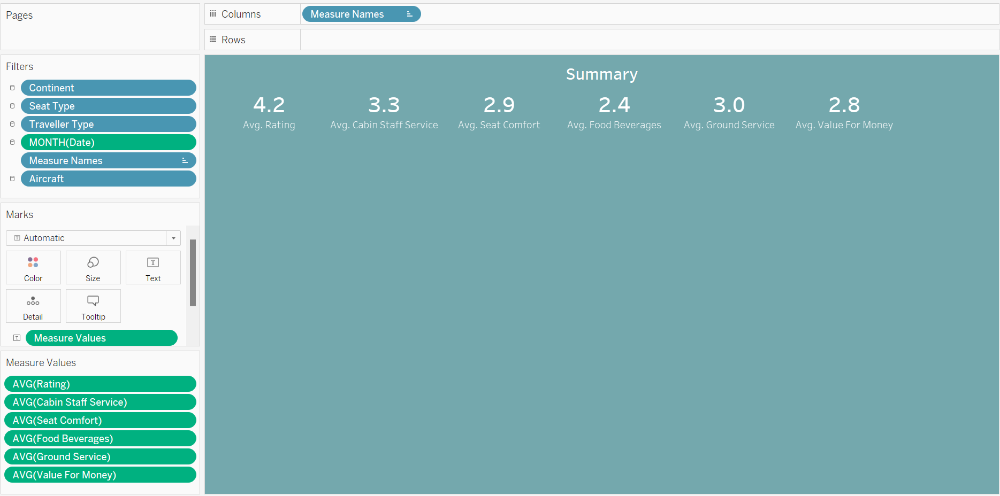 Pages
Columns
Measure Names
Rows
Filters
Continent
Seat Type
Traveller Type
MONTH(Date)
Measure Names
Aircraft
Marks
Automatic
Color
Size
T
Text
Detail
Tooltip
Measure Values
Measure Values
AVG(Rating)
AVG(Cabin Staff Service)
AVG(Seat Comfort)
AVG(Food Beverages)
AVG(Ground Service)
AVG(Value For Money)
Summary
4.2 3.3 2.9 2.4 3.0 2.8
Avg. Rating Avg. Cabin Staff Service Avg. Seat Comfort Avg. Food Beverages Avg. Ground Service Avg. Value For Money